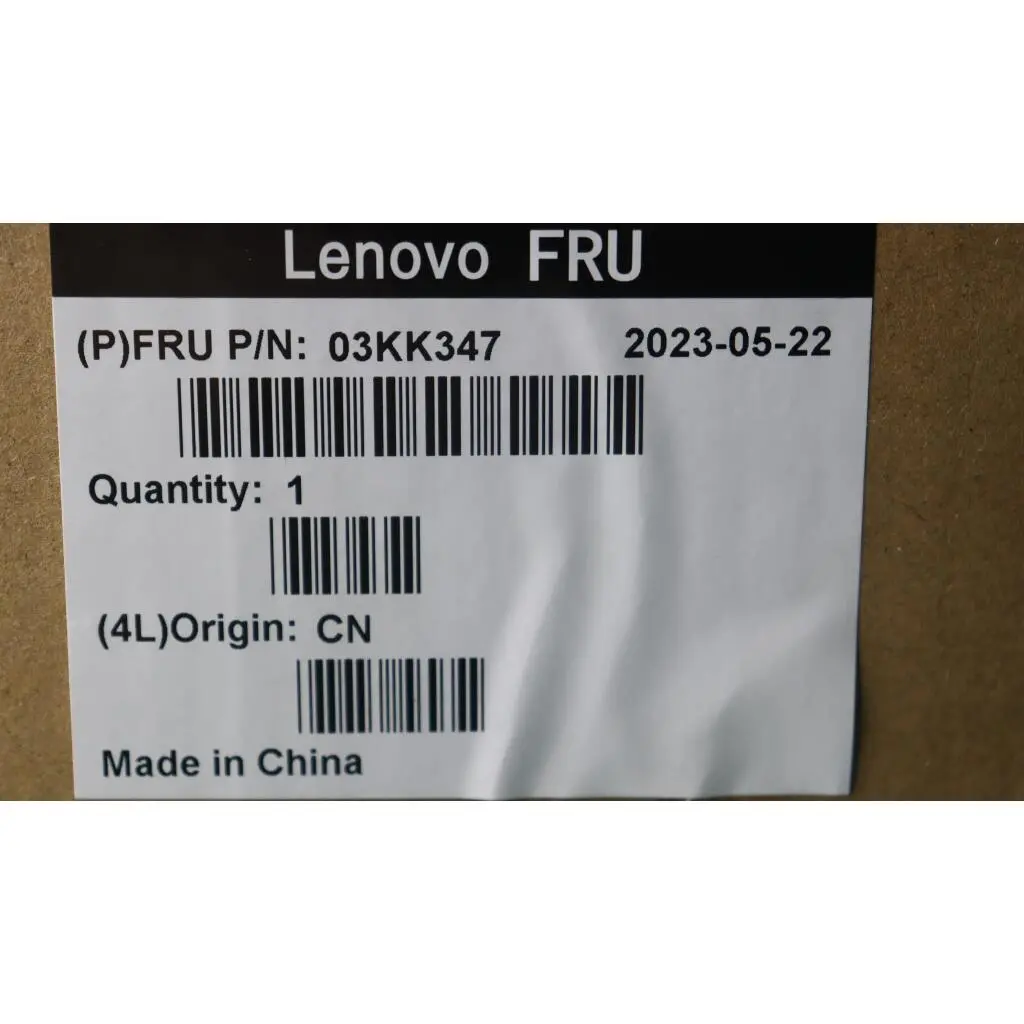 Lenovo FRU
(P)FRU P/N: 03KK347 2023-05-22
Quantity: 1
(4L)Origin: CN
Made in China